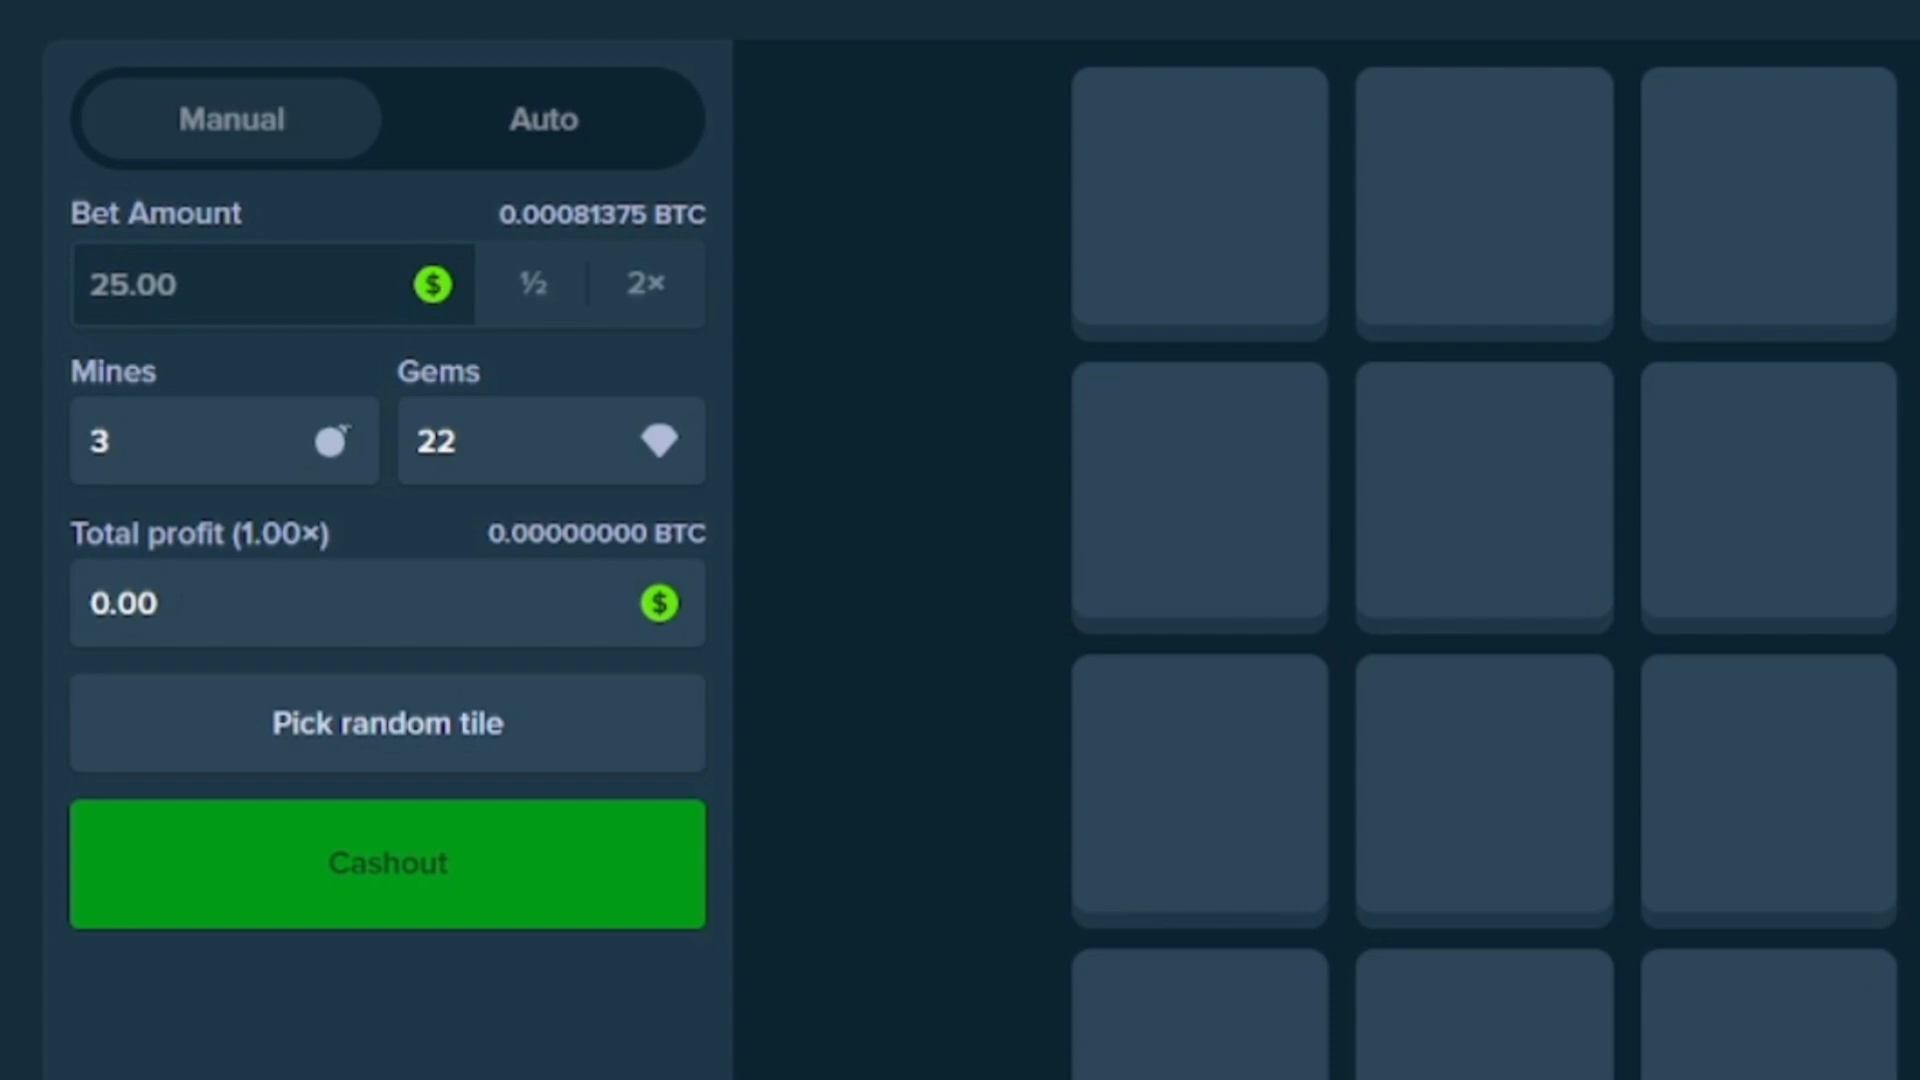 Manual Auto
Bet Amount 0.00081375 BTC
25.00 $ ½ 2×
Mines Gems
3 22
Total profit (1.00×) 0.00000000 BTC
0.00 $
Pick random tile
Cashout